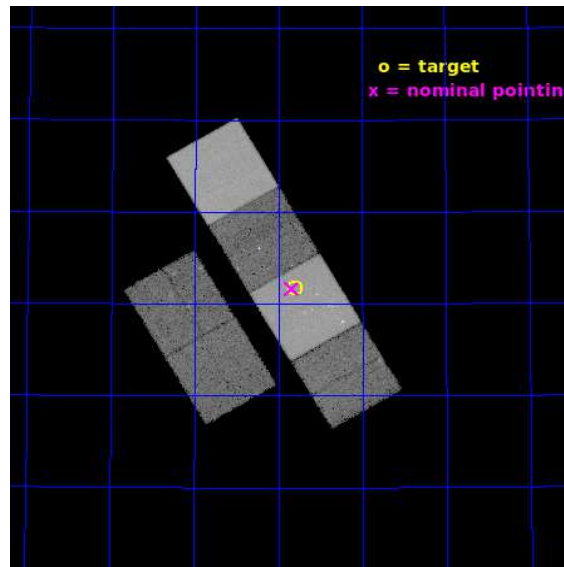 o = target
x = nominal pointin